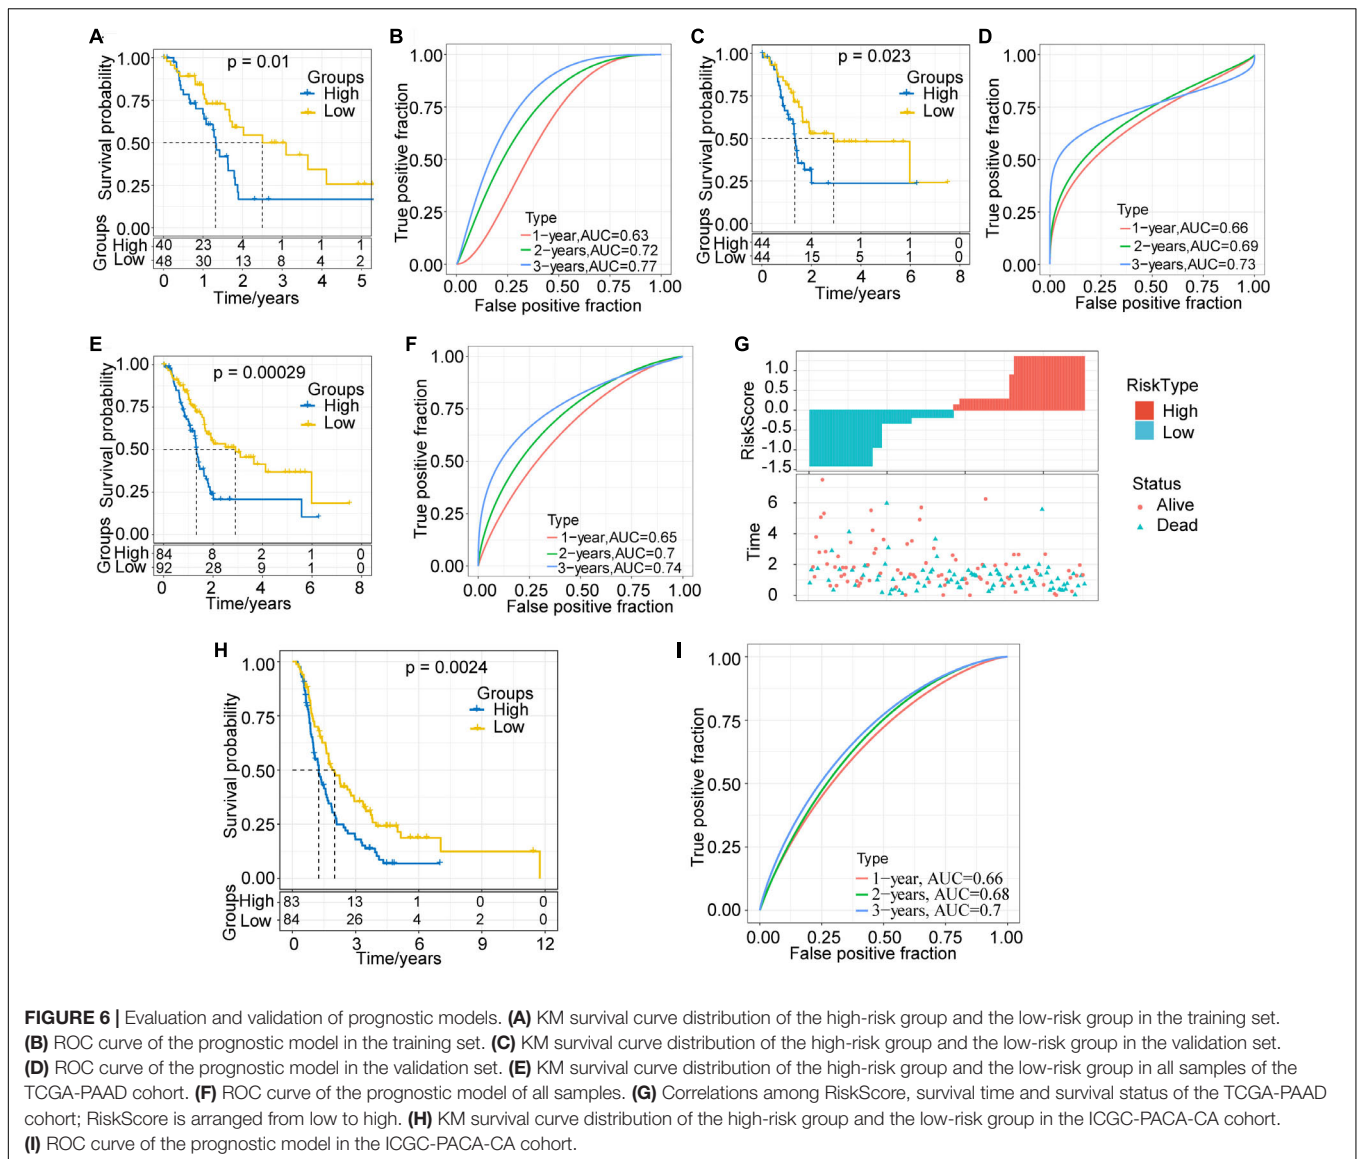 A
p = 0.01
Groups
High
Low
Survival probability
1.00
0.75
0.50
0.25
0.00
Groups
High 40 23 4 1 1 1
Low 48 30 13 8 4 2
0 1 2 3 4 5
Time/years
B
True positive fraction
1.00
0.75
0.50
0.25
0.00
Type
1-year,AUC=0.63
2-years,AUC=0.72
3-years,AUC=0.77
0.00 0.25 0.50 0.75 1.00
False positive fraction
C
p = 0.023
Groups
High
Low
Survival probability
1.00
0.75
0.50
0.25
0.00
Groups
High 44 4 1 1 0
Low 44 15 5 1 0
0 2 4 6 8
Time/years
D
True positive fraction
1.00
0.75
0.50
0.25
0.00
Type
1-year,AUC=0.66
2-years,AUC=0.69
3-years,AUC=0.73
0.00 0.25 0.50 0.75 1.00
False positive fraction
E
p = 0.00029
Groups
High
Low
Survival probability
1.00
0.75
0.50
0.25
0.00
Groups
High 84 8 2 1 0
Low 92 28 9 1 0
0 2 4 6 8
Time/years
F
True positive fraction
1.00
0.75
0.50
0.25
0.00
Type
1-year,AUC=0.65
2-years,AUC=0.7
3-years,AUC=0.74
0.00 0.25 0.50 0.75 1.00
False positive fraction
G
RiskScore
1.0
0.5
0.0
-0.5
-1.0
-1.5
RiskType
High
Low
Time
6
4
2
0
Status
Alive
Dead
H
p = 0.0024
Groups
High
Low
Survival probability
1.00
0.75
0.50
0.25
0.00
Groups
High 83 13 1 0 0
Low 84 26 4 2 0
0 3 6 9 12
Time/years
I
True positive fraction
1.00
0.75
0.50
0.25
0.00
Type
1-year, AUC=0.66
2-years, AUC=0.68
3-years, AUC=0.7
0.00 0.25 0.50 0.75 1.00
False positive fraction
FIGURE 6 | Evaluation and validation of prognostic models. (A) KM survival curve distribution of the high-risk group and the low-risk group in the training set.
(B) ROC curve of the prognostic model in the training set. (C) KM survival curve distribution of the high-risk group and the low-risk group in the validation set.
(D) ROC curve of the prognostic model in the validation set. (E) KM survival curve distribution of the high-risk group and the low-risk group in all samples of the
TCGA-PAAD cohort. (F) ROC curve of the prognostic model of all samples. (G) Correlations among RiskScore, survival time and survival status of the TCGA-PAAD
cohort; RiskScore is arranged from low to high. (H) KM survival curve distribution of the high-risk group and the low-risk group in the ICGC-PACA-CA cohort.
(I) ROC curve of the prognostic model in the ICGC-PACA-CA cohort.